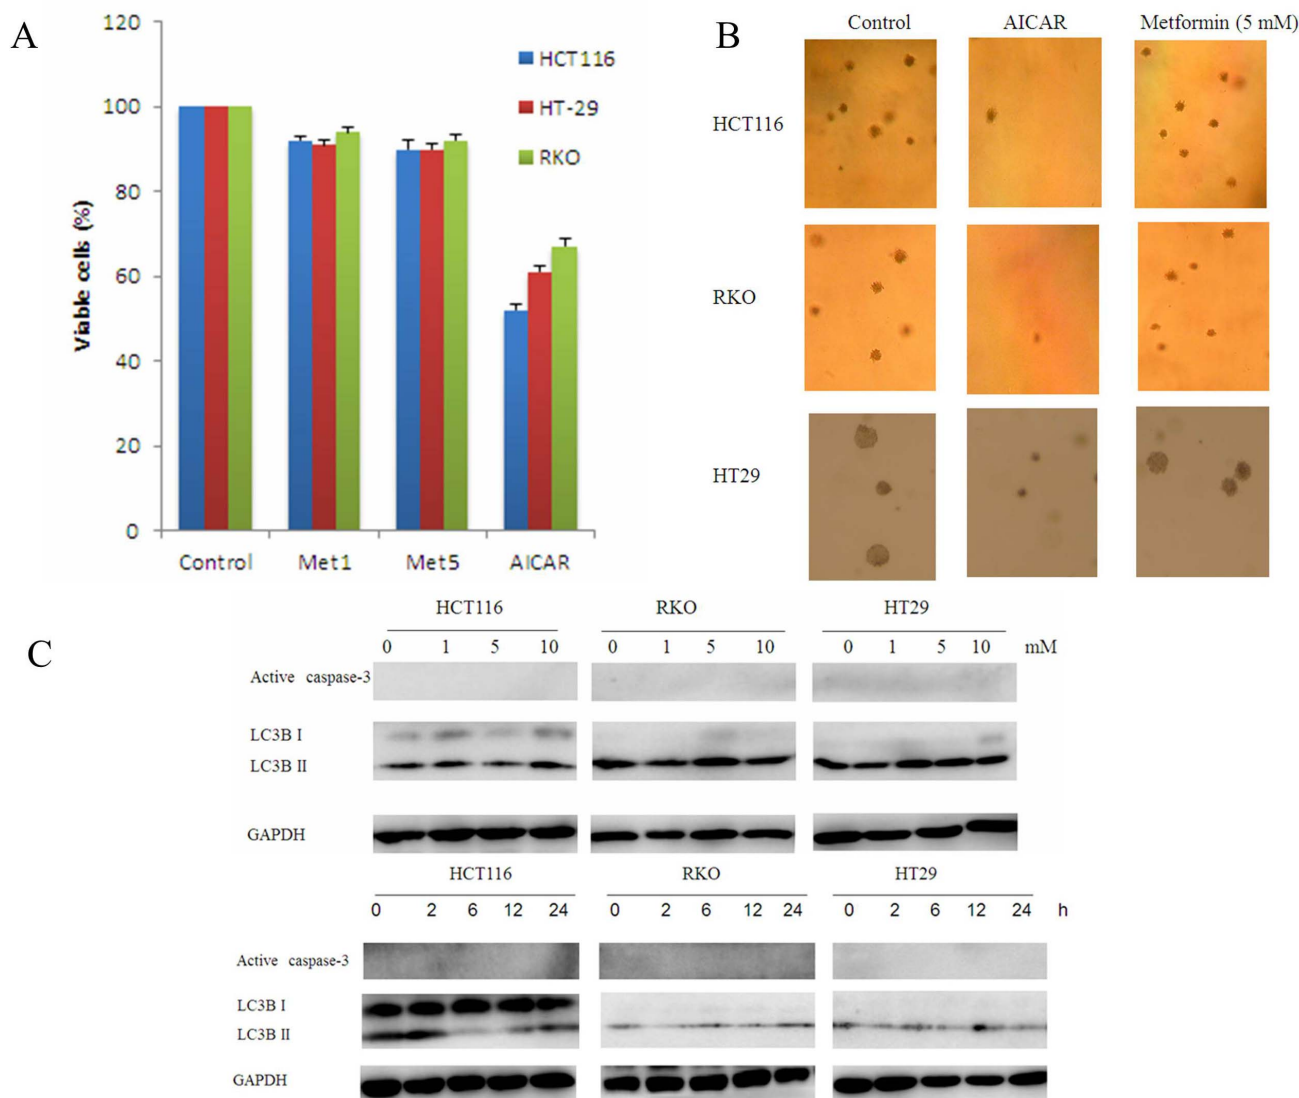 A
120
100
80
60
40
20
0
Viable cells (%)
HCT116
HT-29
RKO
Control Met1 Met5 AICAR
B
Control AICAR Metformin (5 mM)
HCT116
RKO
HT29
C
HCT116 RKO HT29
0 1 5 10 0 1 5 10 0 1 5 10 mM
Active caspase-3
LC3B I
LC3B II
GAPDH
HCT116 RKO HT29
0 2 6 12 24 0 2 6 12 24 0 2 6 12 24 h
Active caspase-3
LC3B I
LC3B II
GAPDH